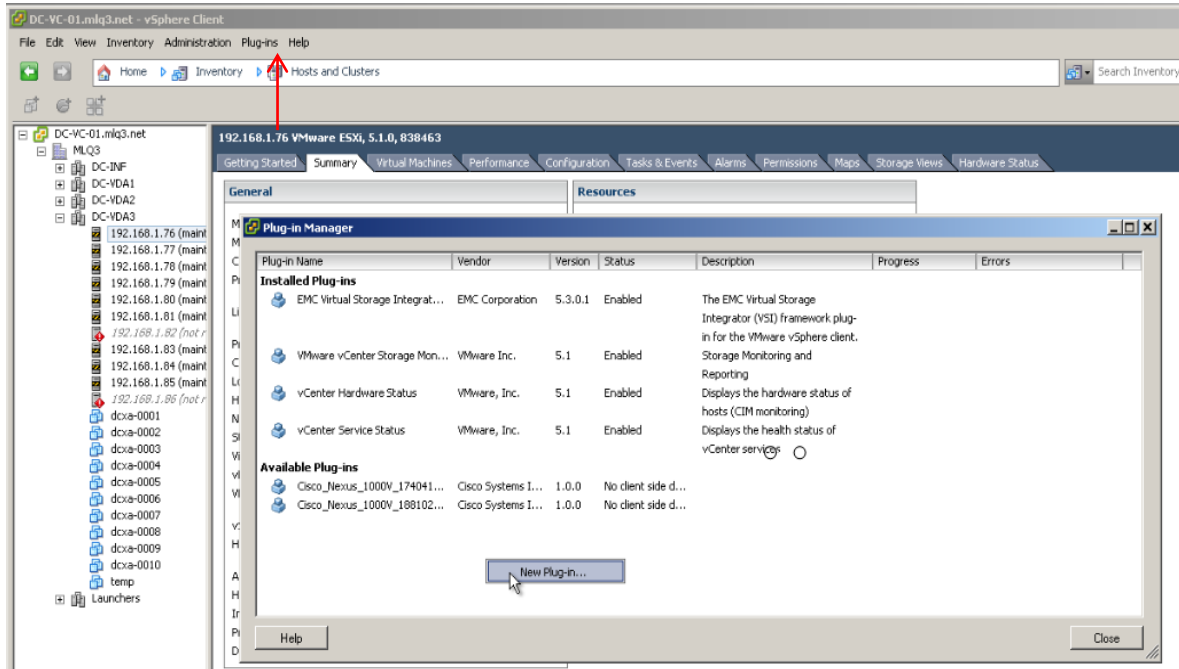 DC-VC-01.mlq3.net - vSphere Client
File Edit View Inventory Administration Plug-ins Help
Home Inventory Hosts and Clusters
Search Inventory
DC-VC-01.mlq3.net
MLQ3
DC-INF
DC-VDA1
DC-VDA2
DC-VDA3
192.168.1.76 (maint
192.168.1.77 (maint
192.168.1.78 (maint
192.168.1.79 (maint
192.168.1.80 (maint
192.168.1.81 (maint
192.168.1.82 (not r
192.168.1.83 (maint
192.168.1.84 (maint
192.168.1.85 (maint
192.168.1.86 (not r
dcxa-0001
dcxa-0002
dcxa-0003
dcxa-0004
dcxa-0005
dcxa-0006
dcxa-0007
dcxa-0008
dcxa-0009
dcxa-0010
temp
Launchers
192.168.1.76 VMware ESXi, 5.1.0, 838463
Getting Started Summary Virtual Machines Performance Configuration Tasks & Events Alarms Permissions Maps Storage Views Hardware Status
General Resources
Plug-in Manager
Plug-in Name Vendor Version Status Description Progress Errors
Installed Plug-ins
EMC Virtual Storage Integrat... EMC Corporation 5.3.0.1 Enabled The EMC Virtual Storage
Integrator (VSI) framework plug-
in for the VMware vSphere client.
VMware vCenter Storage Mon... VMware Inc. 5.1 Enabled Storage Monitoring and
Reporting
vCenter Hardware Status VMware, Inc. 5.1 Enabled Displays the hardware status of
hosts (CIM monitoring)
vCenter Service Status VMware, Inc. 5.1 Enabled Displays the health status of
vCenter services
Available Plug-ins
Cisco_Nexus_1000V_174041... Cisco Systems I... 1.0.0 No client side d...
Cisco_Nexus_1000V_188102... Cisco Systems I... 1.0.0 No client side d...
New Plug-in...
Help Close